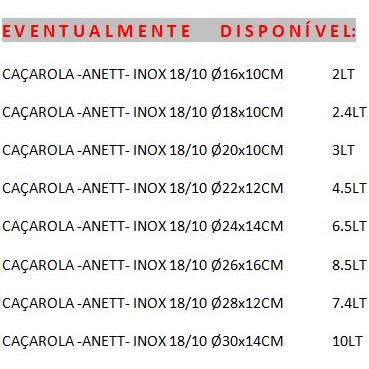 EVENTUALMENTE DISPONÍVEL:
CAÇAROLA -ANETT- INOX 18/10 Ø16x10CM 2LT
CAÇAROLA -ANETT- INOX 18/10 Ø18x10CM 2.4LT
CAÇAROLA -ANETT- INOX 18/10 Ø20x10CM 3LT
CAÇAROLA -ANETT- INOX 18/10 Ø22x12CM 4.5LT
CAÇAROLA -ANETT- INOX 18/10 Ø24x14CM 6.5LT
CAÇAROLA -ANETT- INOX 18/10 Ø26x16CM 8.5LT
CAÇAROLA -ANETT- INOX 18/10 Ø28x12CM 7.4LT
CAÇAROLA -ANETT- INOX 18/10 Ø30x14CM 10LT